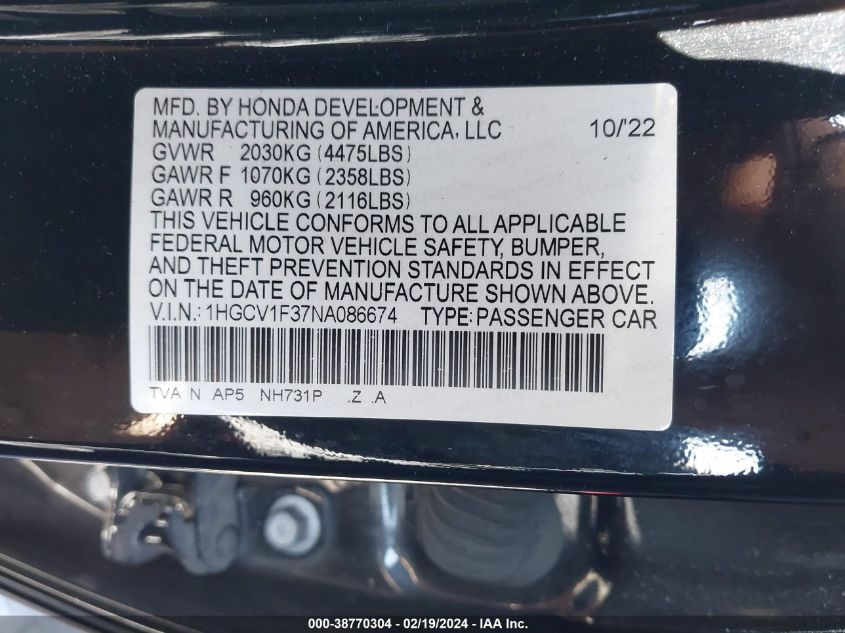 MFD. BY HONDA DEVELOPMENT &
MANUFACTURING OF AMERICA, LLC 10/'22
GVWR 2030KG (4475LBS)
GAWR F 1070KG (2358LBS)
GAWR R 960KG (2116LBS)
THIS VEHICLE CONFORMS TO ALL APPLICABLE
FEDERAL MOTOR VEHICLE SAFETY, BUMPER,
AND THEFT PREVENTION STANDARDS IN EFFECT
ON THE DATE OF MANUFACTURE SHOWN ABOVE.
V.I.N.: 1HGCV1F37NA086674 TYPE: PASSENGER CAR
TVA N AP5 NH731P .Z .A
000-38770304 - 02/19/2024 - IAA Inc.